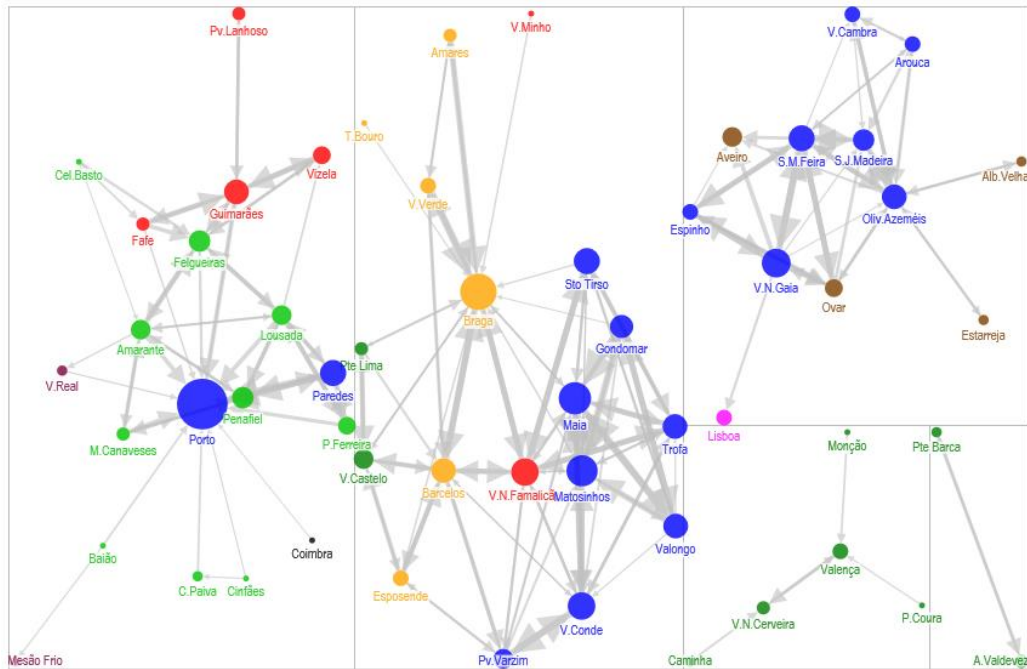 Pv.Lanhoso
Cel.Basto
Vizela
Guimarães
Fafe
Felgueiras
Lousada
Amarante
V.Real
Paredes
Penafiel
Porto
P.Ferreira
M.Canaveses
Baião
Coimbra
C.Paiva
Cinfães
Mesão Frio
V.Minho
Amares
T.Bouro
V.Verde
Sto Tirso
Braga
Gondomar
Pte Lima
Maia
Trofa
V.Castelo
Barcelos
V.N.Famalicã
Matosinhos
Valongo
Esposende
V.Conde
Pv.Varzim
V.Cambra
Arouca
Aveiro
S.M.Feira
S.J.Madeira
Alb.Velha
Oliv.Azeméis
Espinho
V.N.Gaia
Ovar
Estarreja
Lisboa
Monção
Valença
V.N.Cerveira
P.Coura
Caminha
Pte Barca
A.Valdevez